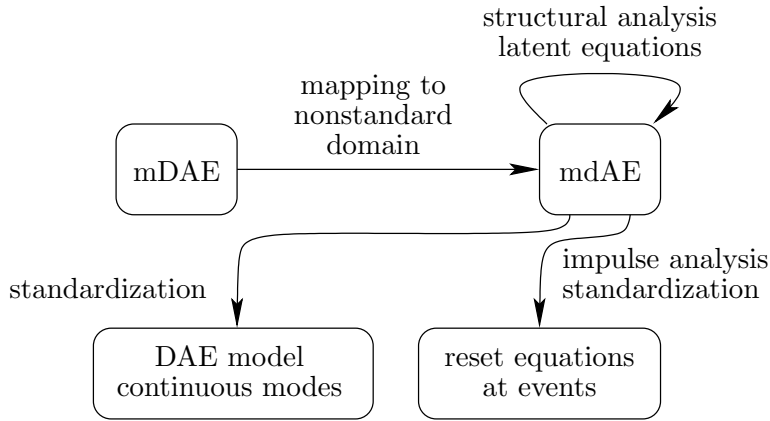 structural analysis
latent equations
mapping to
nonstandard
domain
mDAE
mdAE
standardization
impulse analysis
standardization
DAE model
continuous modes
reset equations
at events